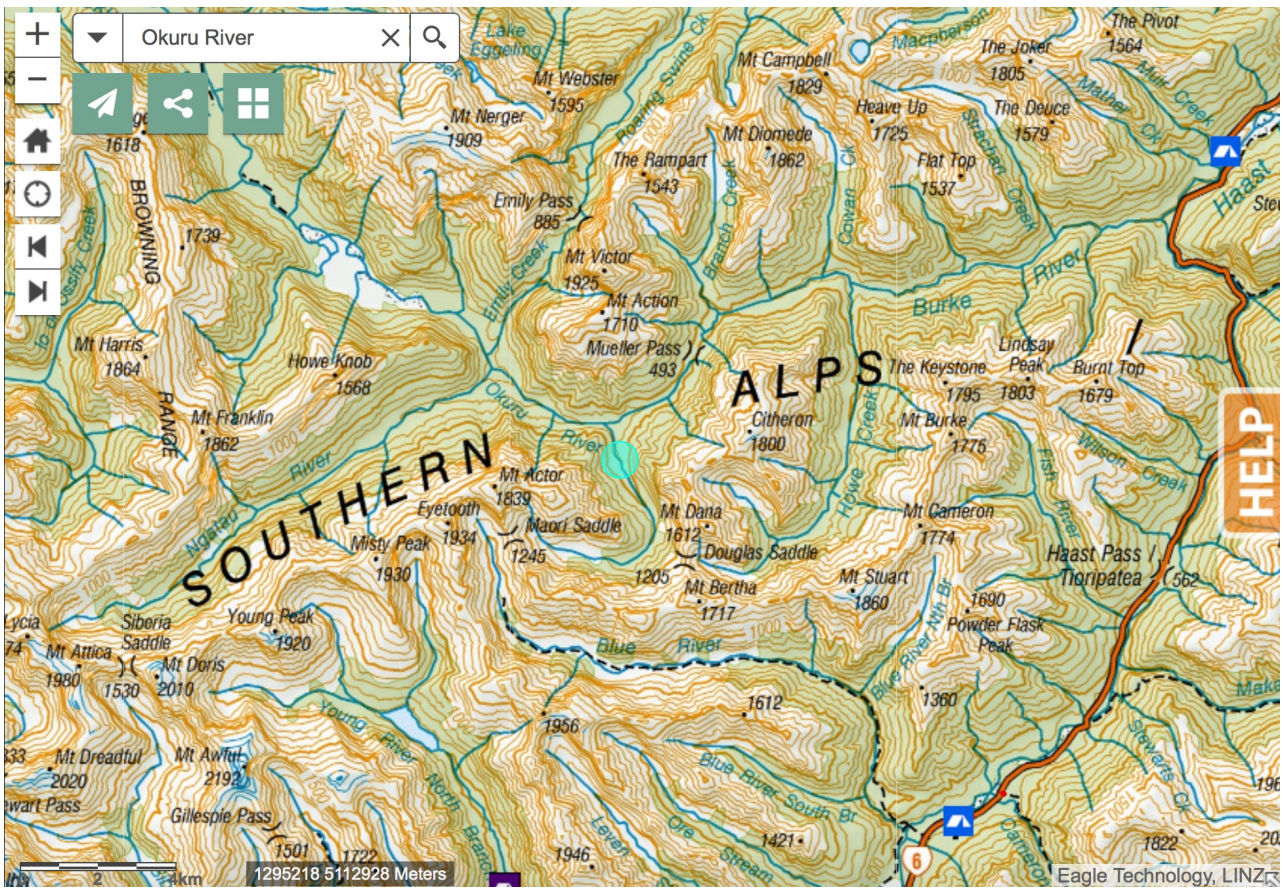 Okuru River
The Pivot
1564
Macpherson
The Joker
1805
1000
Lake
Eggeling
Mt Webster
1595
Roaring Swine Ck
Mt Campbell
1829
Heave Up
1725
The Deuce
1579
Mather
Ck
Muir Creek
Mt Nerger
1909
1618
Mt Diomede
1862
Flat Top
1537
Strachan
Creek
The Rampart
1543
Haast
BROWNING
RANGE
1739
Emily Pass
885
Emily Creek
Branch Creek
Cowan Ck
Mt Victor
1925
Mt Action
1710
Mueller Pass
493
Burke
River
Mt Harris
1864
Howe Knob
1568
Mt Franklin
1862
1000
SOUTHERN
ALPS
The Keystone
1795
Lindsay
Peak
1803
Burnt Top
1679
Citheron
1800
Mt Burke
1775
Wilson Creek
HELP
Okuru
River
Ngatau
River
Howe
Creek
Fish
River
Mt Actor
1839
Eyetooth
1934
Maori Saddle
1245
Misty Peak
1930
Mt Dana
1612
Douglas Saddle
1205
Mt Bertha
1717
Mt Cameron
1774
Haast Pass /
Tioripatea
562
Mt Stuart
1860
1690
Powder Flask
Peak
Blue River Nth Br
1360
Blue River
1000
Lycia
74
Young Peak
1920
Siberia
Saddle
1530
Mt Attica
1980
Mt Doris
2010
Young River
North
Branch
1956
1612
Blue River South Br
Stewarts Ck
Mt Dreadful
2020
Mt Awful
2192
Gillespie Pass
1501
1722
1946
Leven
Ore
Stream
1421
6
1822
2 4km
1295218 5112928 Meters
Eagle Technology, LINZ